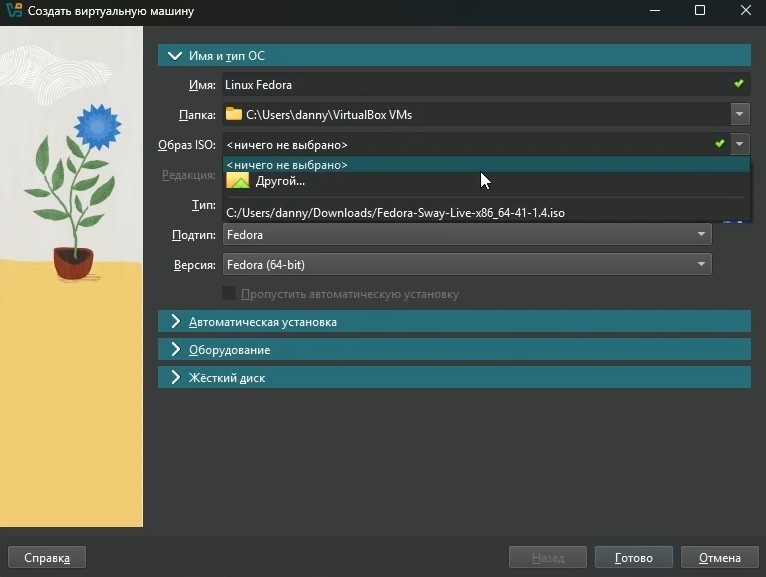 Создать виртуальную машину
Имя и тип ОС
Имя: Linux Fedora
Папка: C:\Users\danny\VirtualBox VMs
Образ ISO: <ничего не выбрано>
<ничего не выбрано>
Редакция:
Другой...
Тип:
C:/Users/danny/Downloads/Fedora-Sway-Live-x86_64-41-1.4.iso
Подтип: Fedora
Версия: Fedora (64-bit)
Пропустить автоматическую установку
Автоматическая установка
Оборудование
Жёсткий диск
Справка Назад Готово Отмена